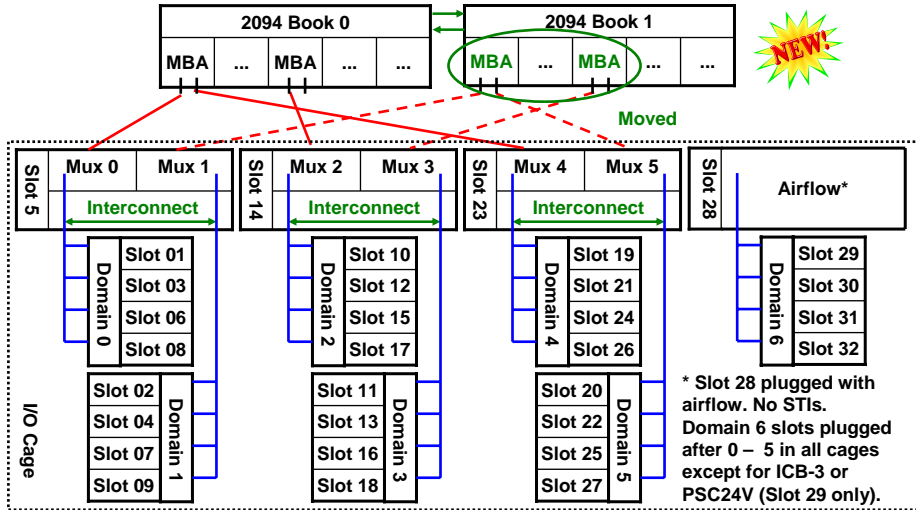 2094 Book 0
2094 Book 1
MBA ... MBA ... ...
MBA ... MBA ... ...
NEW!
Moved
Slot 5
Mux 0 Mux 1
Interconnect
Slot 14
Mux 2 Mux 3
Interconnect
Slot 23
Mux 4 Mux 5
Interconnect
Slot 28
Airflow*
Domain 0
Slot 01
Slot 03
Slot 06
Slot 08
Domain 2
Slot 10
Slot 12
Slot 15
Slot 17
Domain 4
Slot 19
Slot 21
Slot 24
Slot 26
Domain 6
Slot 29
Slot 30
Slot 31
Slot 32
I/O Cage
Slot 02
Slot 04
Slot 07
Slot 09
Domain 1
Slot 11
Slot 13
Slot 16
Slot 18
Domain 3
Slot 20
Slot 22
Slot 25
Slot 27
Domain 5
* Slot 28 plugged with
airflow. No STIs.
Domain 6 slots plugged
after 0 – 5 in all cages
except for ICB-3 or
PSC24V (Slot 29 only).